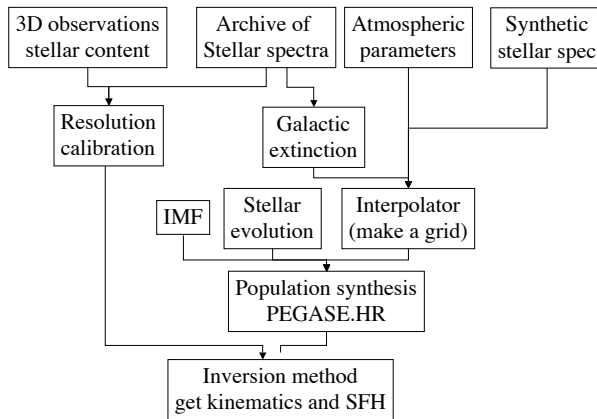 3D observations
stellar content
Archive of
Stellar spectra
Atmospheric
parameters
Synthetic
stellar spec
Resolution
calibration
Galactic
extinction
IMF
Stellar
evolution
Interpolator
(make a grid)
Population synthesis
PEGASE.HR
Inversion method
get kinematics and SFH